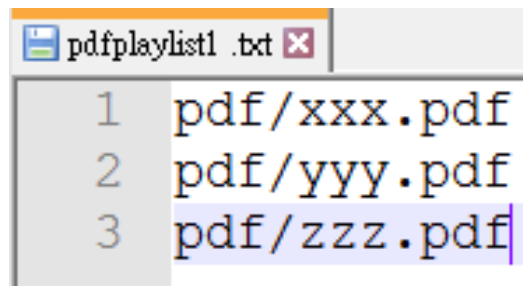 pdfplaylist1 .txt
1 pdf/xxx.pdf
2 pdf/yyy.pdf
3 pdf/zzz.pdf